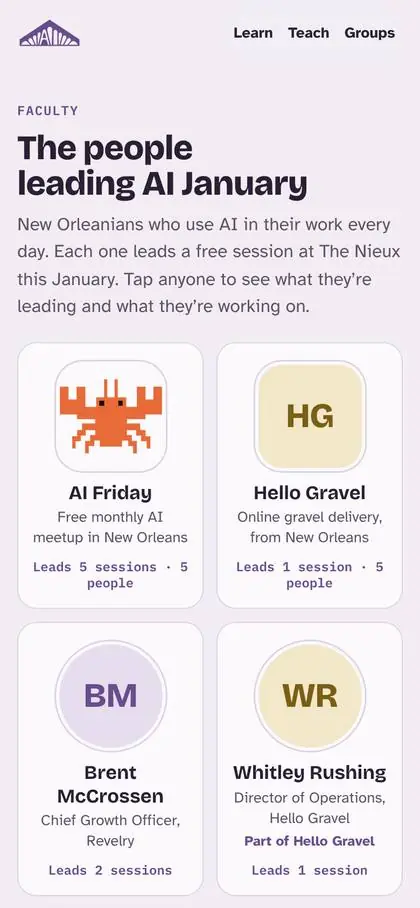 AI
Learn Teach Groups
FACULTY
The people
leading AI January
New Orleanians who use AI in their work every
day. Each one leads a free session at The Nieux
this January. Tap anyone to see what they’re
leading and what they’re working on.
AI Friday
Free monthly AI
meetup in New Orleans
Leads 5 sessions · 5
people
HG
Hello Gravel
Online gravel delivery,
from New Orleans
Leads 1 session · 5
people
BM
Brent
McCrossen
Chief Growth Officer,
Revelry
Leads 2 sessions
WR
Whitley Rushing
Director of Operations,
Hello Gravel
Part of Hello Gravel
Leads 1 session